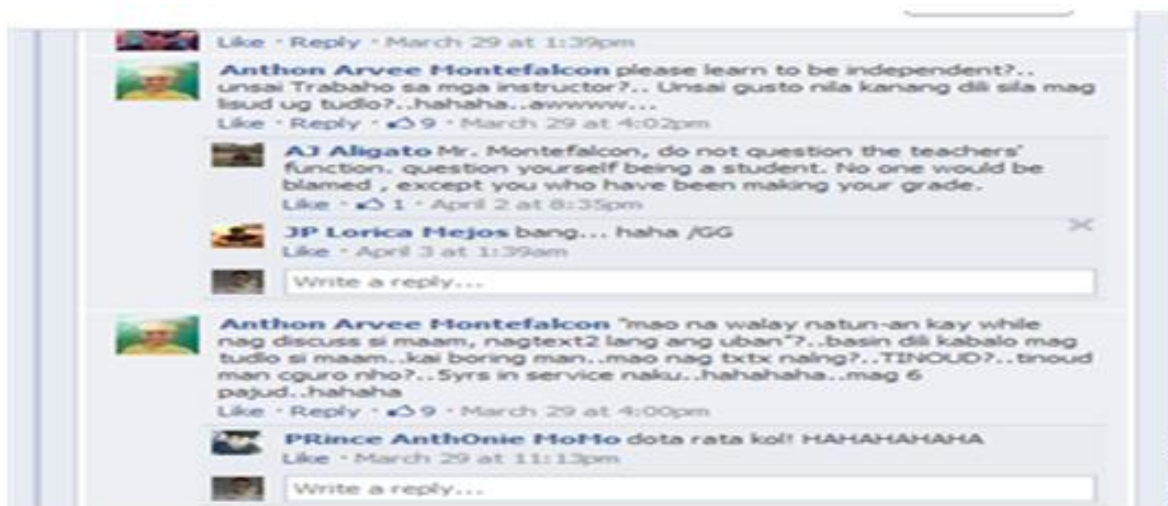 Like · Reply · March 29 at 1:39pm
Anthon Arvee Montefalcon please learn to be independent?..
unsai Trabaho sa mga instructor?.. Unsai gusto nila kanang dili sila mag
lisud ug tudlo?..hahaha..awwww...
Like · Reply · 9 · March 29 at 4:02pm
AJ Aligato Mr. Montefalcon, do not question the teachers'
function. question yourself being a student. No one would be
blamed , except you who have been making your grade.
Like · 1 · April 2 at 8:35pm
JP Lorica Mejos bang... haha /GG
Like · April 3 at 1:39am
Write a reply...
Anthon Arvee Montefalcon "mao na walay natun-an kay while
nag discuss si maam, nagtext2 lang ang uban"?..basin dili kabalo mag
tudlo si maam..kai boring man..mao nag txtx nalng?..TINOUD?..tinoud
man cguro nho?..5yrs in service naku..hahahaha..mag 6
pajud..hahaha
Like · Reply · 9 · March 29 at 4:00pm
PRince AnthOnie MoMo dota rata kol! HAHAHAHAHA
Like · March 29 at 11:13pm
Write a reply...